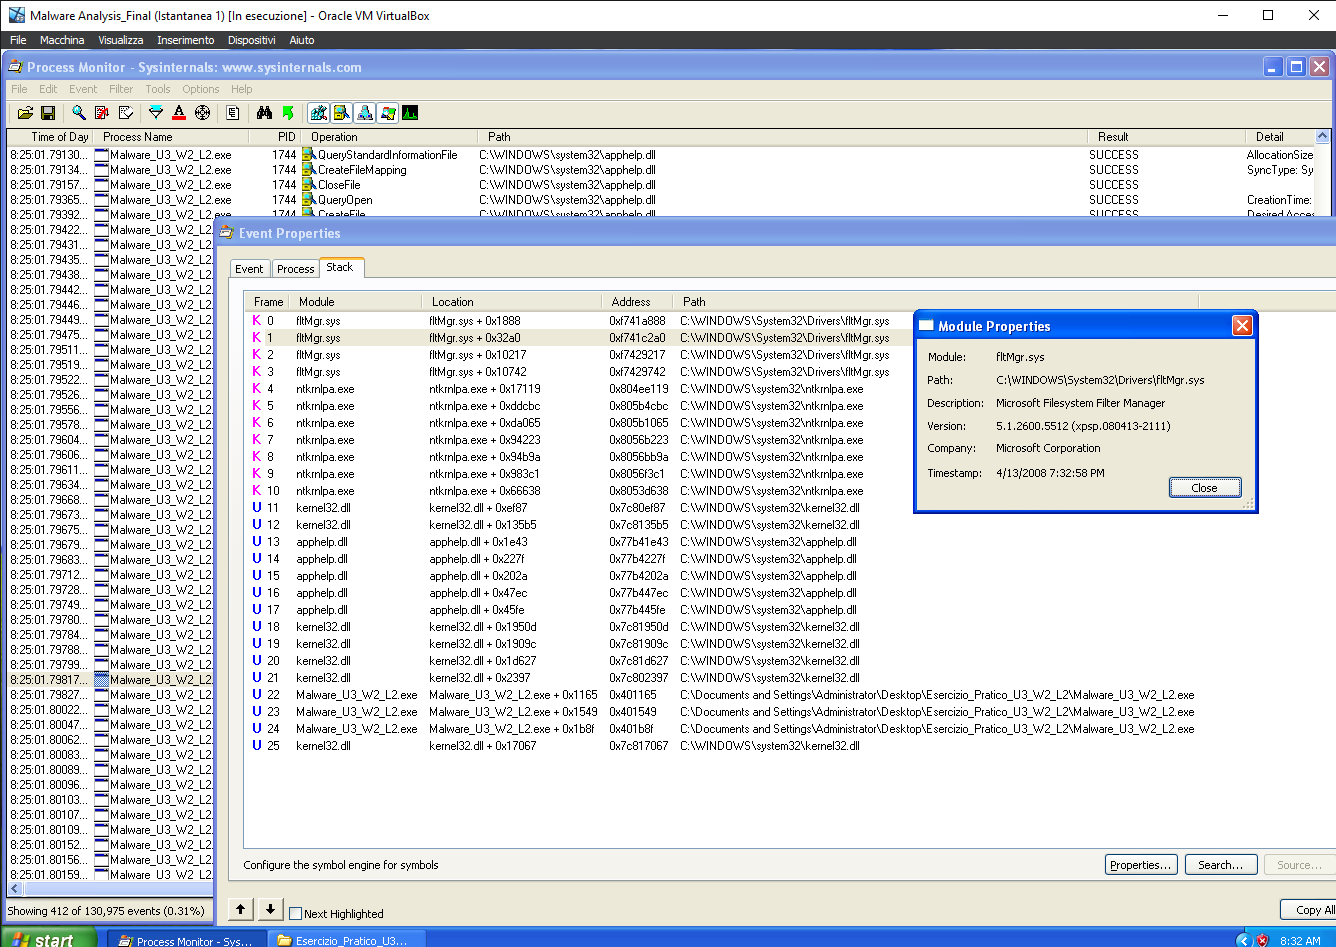 Malware Analysis_Final (Istantanea 1) [In esecuzione] - Oracle VM VirtualBox
File Macchina Visualizza Inserimento Dispositivi Aiuto
Process Monitor - Sysinternals: www.sysinternals.com
File Edit Event Filter Tools Options Help
Time of Day Process Name PID Operation Path Result Detail
8:25:01.79130... Malware_U3_W2_L2.exe 1744 QueryStandardInformationFile C:\WINDOWS\system32\apphelp.dll SUCCESS AllocationSize
8:25:01.79134... Malware_U3_W2_L2.exe 1744 CreateFileMapping C:\WINDOWS\system32\apphelp.dll SUCCESS SyncType: Sy
8:25:01.79157... Malware_U3_W2_L2.exe 1744 CloseFile C:\WINDOWS\system32\apphelp.dll SUCCESS
8:25:01.79365... Malware_U3_W2_L2.exe 1744 QueryOpen C:\WINDOWS\system32\apphelp.dll SUCCESS CreationTime:
8:25:01.79392... Malware_U3_W2_L2.exe 1744 CreateFile C:\WINDOWS\system32\apphelp.dll SUCCESS Desired Acce
8:25:01.79422... Malware_U3_W2_L2.
8:25:01.79431... Malware_U3_W2_L2.
8:25:01.79435... Malware_U3_W2_L2.
8:25:01.79438... Malware_U3_W2_L2.
8:25:01.79442... Malware_U3_W2_L2.
8:25:01.79446... Malware_U3_W2_L2.
8:25:01.79475... Malware_U3_W2_L2.
8:25:01.79511... Malware_U3_W2_L2.
8:25:01.79519... Malware_U3_W2_L2.
8:25:01.79522... Malware_U3_W2_L2.
8:25:01.79526... Malware_U3_W2_L2.
8:25:01.79556... Malware_U3_W2_L2.
8:25:01.79578... Malware_U3_W2_L2.
8:25:01.79604... Malware_U3_W2_L2.
8:25:01.79606... Malware_U3_W2_L2.
8:25:01.79611... Malware_U3_W2_L2.
8:25:01.79634... Malware_U3_W2_L2.
8:25:01.79668... Malware_U3_W2_L2.
8:25:01.79673... Malware_U3_W2_L2.
8:25:01.79675... Malware_U3_W2_L2.
8:25:01.79679... Malware_U3_W2_L2.
8:25:01.79683... Malware_U3_W2_L2.
8:25:01.79712... Malware_U3_W2_L2.
8:25:01.79728... Malware_U3_W2_L2.
8:25:01.79749... Malware_U3_W2_L2.
8:25:01.79780... Malware_U3_W2_L2.
8:25:01.79784... Malware_U3_W2_L2.
8:25:01.79788... Malware_U3_W2_L2.
8:25:01.79799... Malware_U3_W2_L2.
8:25:01.79817... Malware_U3_W2_L2.
8:25:01.79827... Malware_U3_W2_L2.
8:25:01.80022... Malware_U3_W2_L2.
8:25:01.80047... Malware_U3_W2_L2.
8:25:01.80062... Malware_U3_W2_L2.
8:25:01.80083... Malware_U3_W2_L2.
8:25:01.80089... Malware_U3_W2_L2.
8:25:01.80096... Malware_U3_W2_L2.
8:25:01.80103... Malware_U3_W2_L2.
8:25:01.80107... Malware_U3_W2_L2.
8:25:01.80109... Malware_U3_W2_L2.
8:25:01.80152... Malware_U3_W2_L2.
8:25:01.80156... Malware_U3_W2_L2.
8:25:01.80159... Malware_U3_W2_L2.
Showing 412 of 130,975 events (0.31%)
Event Properties
Event Process Stack
Frame Module Location Address Path
K 0 fltMgr.sys fltMgr.sys + 0x1888 0xf741a888 C:\WINDOWS\System32\Drivers\fltMgr.sys
K 1 fltMgr.sys fltMgr.sys + 0x32a0 0xf741c2a0 C:\WINDOWS\System32\Drivers\fltMgr.sys
K 2 fltMgr.sys fltMgr.sys + 0x10217 0xf7429217 C:\WINDOWS\System32\Drivers\fltMgr.sys
K 3 fltMgr.sys fltMgr.sys + 0x10742 0xf7429742 C:\WINDOWS\System32\Drivers\fltMgr.sys
K 4 ntkrnlpa.exe ntkrnlpa.exe + 0x17119 0x804ee119 C:\WINDOWS\system32\ntkrnlpa.exe
K 5 ntkrnlpa.exe ntkrnlpa.exe + 0xddcbc 0x805b4cbc C:\WINDOWS\system32\ntkrnlpa.exe
K 6 ntkrnlpa.exe ntkrnlpa.exe + 0xda065 0x805b1065 C:\WINDOWS\system32\ntkrnlpa.exe
K 7 ntkrnlpa.exe ntkrnlpa.exe + 0x94223 0x8056b223 C:\WINDOWS\system32\ntkrnlpa.exe
K 8 ntkrnlpa.exe ntkrnlpa.exe + 0x94b9a 0x8056bb9a C:\WINDOWS\system32\ntkrnlpa.exe
K 9 ntkrnlpa.exe ntkrnlpa.exe + 0x983c1 0x8056f3c1 C:\WINDOWS\system32\ntkrnlpa.exe
K 10 ntkrnlpa.exe ntkrnlpa.exe + 0x66638 0x8053d638 C:\WINDOWS\system32\ntkrnlpa.exe
U 11 kernel32.dll kernel32.dll + 0xef87 0x7c80ef87 C:\WINDOWS\system32\kernel32.dll
U 12 kernel32.dll kernel32.dll + 0x135b5 0x7c8135b5 C:\WINDOWS\system32\kernel32.dll
U 13 apphelp.dll apphelp.dll + 0x1e43 0x77b41e43 C:\WINDOWS\system32\apphelp.dll
U 14 apphelp.dll apphelp.dll + 0x227f 0x77b4227f C:\WINDOWS\system32\apphelp.dll
U 15 apphelp.dll apphelp.dll + 0x202a 0x77b4202a C:\WINDOWS\system32\apphelp.dll
U 16 apphelp.dll apphelp.dll + 0x47ec 0x77b447ec C:\WINDOWS\system32\apphelp.dll
U 17 apphelp.dll apphelp.dll + 0x45fe 0x77b445fe C:\WINDOWS\system32\apphelp.dll
U 18 kernel32.dll kernel32.dll + 0x1950d 0x7c81950d C:\WINDOWS\system32\kernel32.dll
U 19 kernel32.dll kernel32.dll + 0x1909c 0x7c81909c C:\WINDOWS\system32\kernel32.dll
U 20 kernel32.dll kernel32.dll + 0x1d627 0x7c81d627 C:\WINDOWS\system32\kernel32.dll
U 21 kernel32.dll kernel32.dll + 0x2397 0x7c802397 C:\WINDOWS\system32\kernel32.dll
U 22 Malware_U3_W2_L2.exe Malware_U3_W2_L2.exe + 0x1165 0x401165 C:\Documents and Settings\Administrator\Desktop\Esercizio_Pratico_U3_W2_L2\Malware_U3_W2_L2.exe
U 23 Malware_U3_W2_L2.exe Malware_U3_W2_L2.exe + 0x1549 0x401549 C:\Documents and Settings\Administrator\Desktop\Esercizio_Pratico_U3_W2_L2\Malware_U3_W2_L2.exe
U 24 Malware_U3_W2_L2.exe Malware_U3_W2_L2.exe + 0x1b8f 0x401b8f C:\Documents and Settings\Administrator\Desktop\Esercizio_Pratico_U3_W2_L2\Malware_U3_W2_L2.exe
U 25 kernel32.dll kernel32.dll + 0x17067 0x7c817067 C:\WINDOWS\system32\kernel32.dll
Configure the symbol engine for symbols
Properties... Search... Source...
Next Highlighted
Copy All
Module Properties
Module: fltMgr.sys
Path: C:\WINDOWS\System32\Drivers\fltMgr.sys
Description: Microsoft Filesystem Filter Manager
Version: 5.1.2600.5512 (xpsp.080413-2111)
Company: Microsoft Corporation
Timestamp: 4/13/2008 7:32:58 PM
Close
start Process Monitor - Sys... Esercizio_Pratico_U3... 8:32 AM